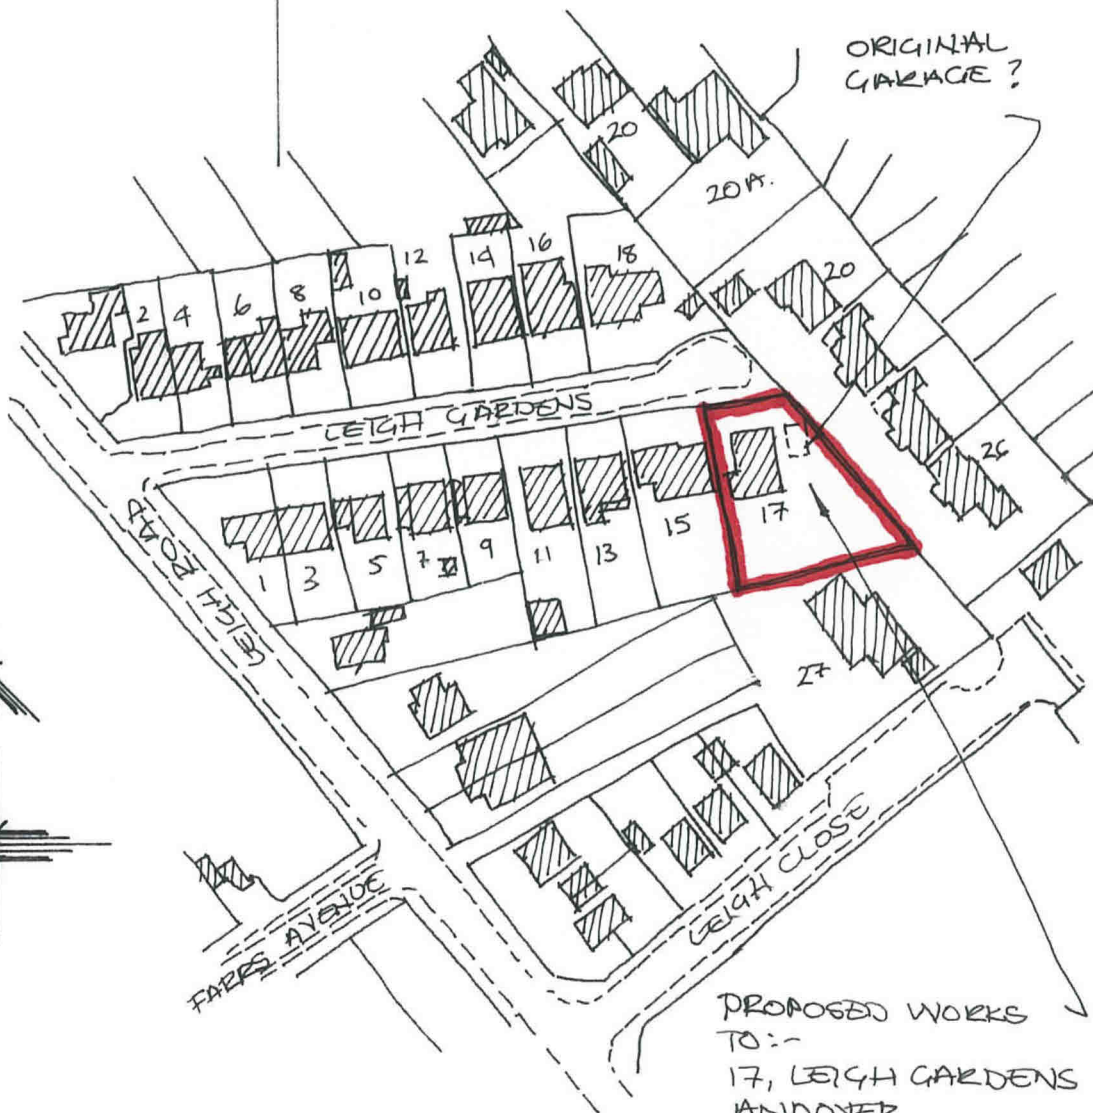 ORIGINAL
GARAGE ?
20
20A.
20
26
2
4
6
8
10
12
14
16
18
LEIGH GARDENS
1
3
5
7
9
11
13
15
17
27
LEIGH ROAD
LEIGH CLOSE
FARRS AVENUE
PROPOSED WORKS
TO:-
17, LEIGH GARDENS
ANDOVER